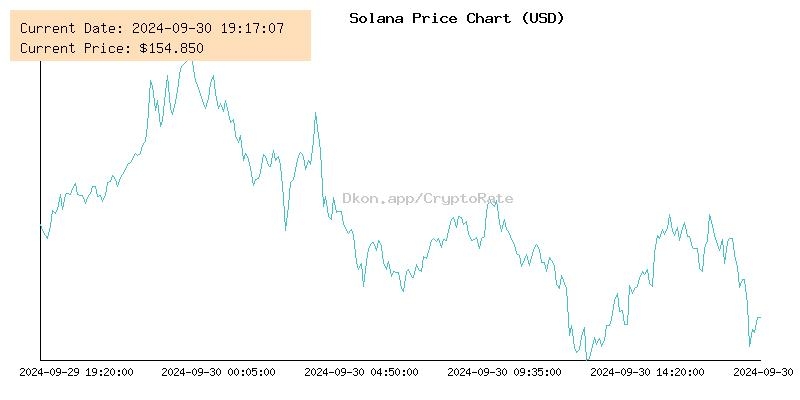 Solana Price Chart (USD)
Current Date: 2024-09-30 19:17:07
Current Price: $154.850
Dkon.app/CryptoRate
2024-09-29 19:20:00
2024-09-30 00:05:00
2024-09-30 04:50:00
2024-09-30 09:35:00
2024-09-30 14:20:00
2024-09-30